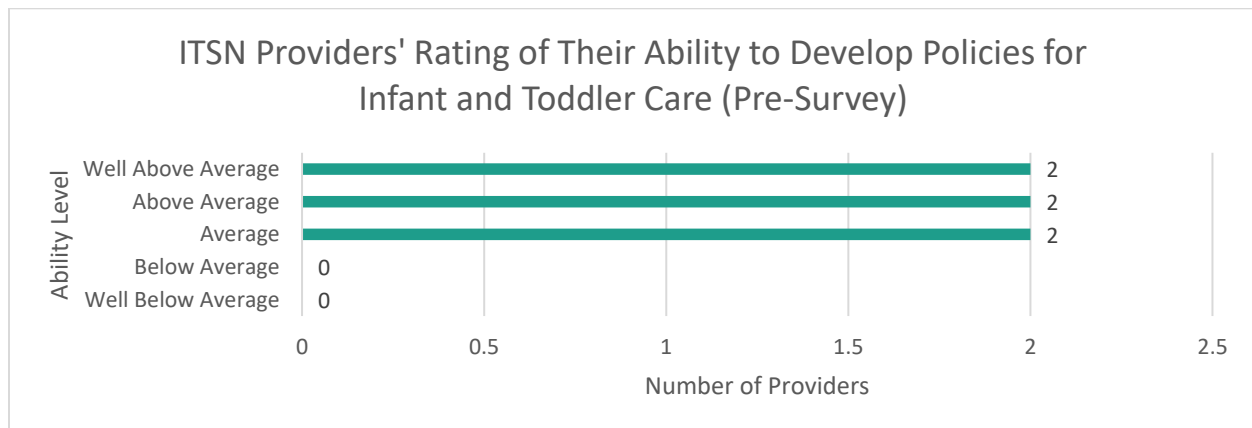 ITSN Providers' Rating of Their Ability to Develop Policies for
Infant and Toddler Care (Pre-Survey)
Ability Level
Well Above Average 2
Above Average 2
Average 2
Below Average 0
Well Below Average 0
0 0.5 1 1.5 2 2.5
Number of Providers